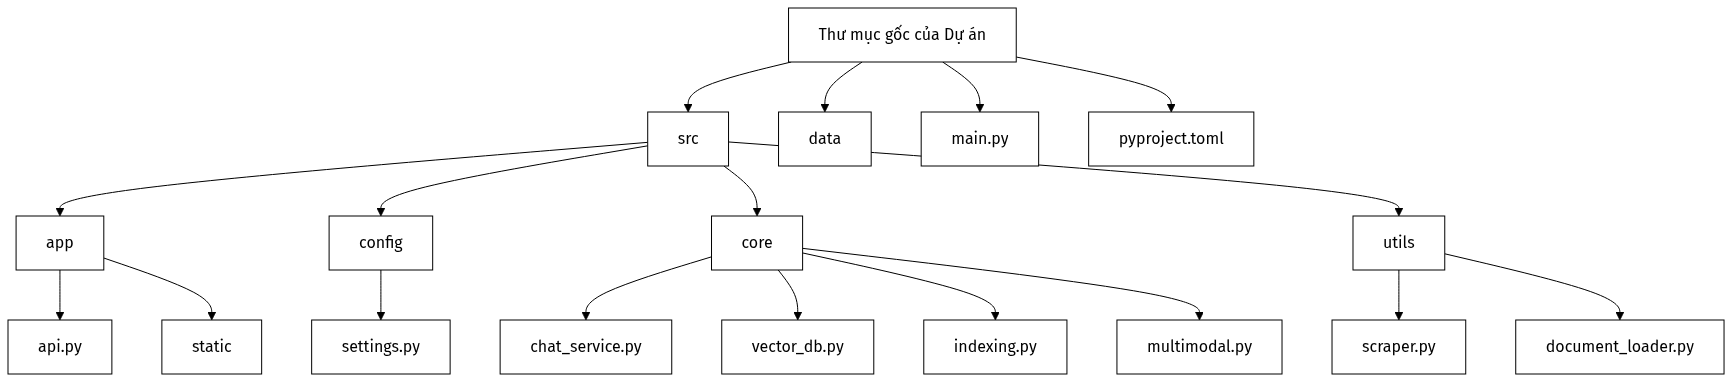 Thư mục gốc của Dự án
src
data
main.py
pyproject.toml
app
config
core
utils
api.py
static
settings.py
chat_service.py
vector_db.py
indexing.py
multimodal.py
scraper.py
document_loader.py